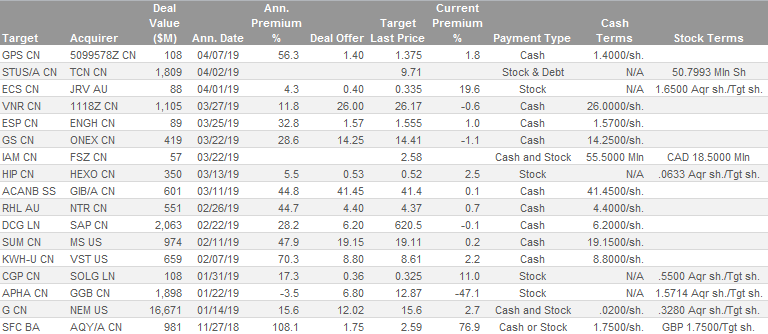 Deal Ann. Current
Value Premium Target Premium Cash
Target Acquirer ($M) Ann. Date % Deal Offer Last Price % Payment Type Terms Stock Terms
GPS CN 5099578Z CN 108 04/07/19 56.3 1.40 1.375 1.8 Cash 1.4000/sh.
STUS/A CN TCN CN 1,809 04/02/19 9.71 Stock & Debt N/A 50.7993 Mln Sh
ECS CN JRV AU 88 04/01/19 4.3 0.40 0.335 19.6 Stock N/A 1.6500 Aqr sh./Tgt sh.
VNR CN 1118Z CN 1,105 03/27/19 11.8 26.00 26.17 -0.6 Cash 26.0000/sh.
ESP CN ENGH CN 89 03/25/19 32.8 1.57 1.555 1.0 Cash 1.5700/sh.
GS CN ONEX CN 419 03/22/19 28.6 14.25 14.41 -1.1 Cash 14.2500/sh.
IAM CN FSZ CN 57 03/22/19 2.58 Cash and Stock 55.5000 Mln CAD 18.5000 Mln
HIP CN HEXO CN 350 03/13/19 5.5 0.53 0.52 2.5 Stock N/A .0633 Aqr sh./Tgt sh.
ACANB SS GIB/A CN 601 03/11/19 44.8 41.45 41.4 0.1 Cash 41.4500/sh.
RHL AU NTR CN 551 02/26/19 44.7 4.40 4.37 0.7 Cash 4.4000/sh.
DCG LN SAP CN 2,063 02/22/19 28.2 6.20 620.5 -0.1 Cash 6.2000/sh.
SUM CN MS US 974 02/11/19 47.9 19.15 19.11 0.2 Cash 19.1500/sh.
KWH-U CN VST US 659 02/07/19 70.3 8.80 8.61 2.2 Cash 8.8000/sh.
CGP CN SOLG LN 108 01/31/19 17.3 0.36 0.325 11.0 Stock N/A .5500 Aqr sh./Tgt sh.
APHA CN GGB CN 1,898 01/22/19 -3.5 6.80 12.87 -47.1 Stock N/A 1.5714 Aqr sh./Tgt sh.
G CN NEM US 16,671 01/14/19 15.6 12.02 15.6 2.7 Cash and Stock .0200/sh. .3280 Aqr sh./Tgt sh.
SFC BA AQY/A CN 981 11/27/18 108.1 1.75 2.59 76.9 Cash or Stock 1.7500/sh. GBP 1.7500/Tgt sh.